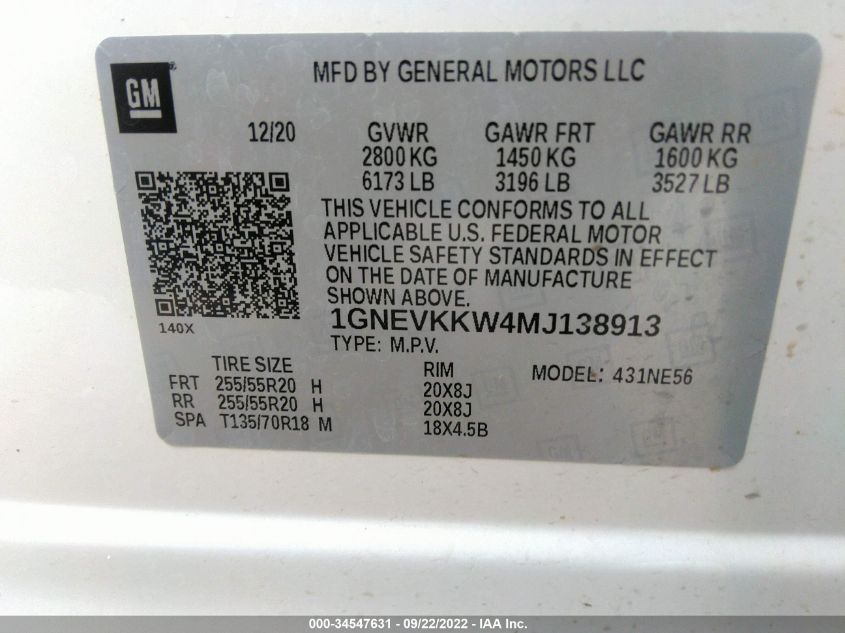 GM
MFD BY GENERAL MOTORS LLC
12/20 GVWR GAWR FRT GAWR RR
2800 KG 1450 KG 1600 KG
6173 LB 3196 LB 3527 LB
THIS VEHICLE CONFORMS TO ALL
APPLICABLE U.S. FEDERAL MOTOR
VEHICLE SAFETY STANDARDS IN EFFECT
ON THE DATE OF MANUFACTURE
SHOWN ABOVE.
140X
1GNEVKKW4MJ138913
TYPE: M.P.V.
TIRE SIZE RIM MODEL: 431NE56
FRT 255/55R20 H 20X8J
RR 255/55R20 H 20X8J
SPA T135/70R18 M 18X4.5B
000-34547631 - 09/22/2022 - IAA Inc.